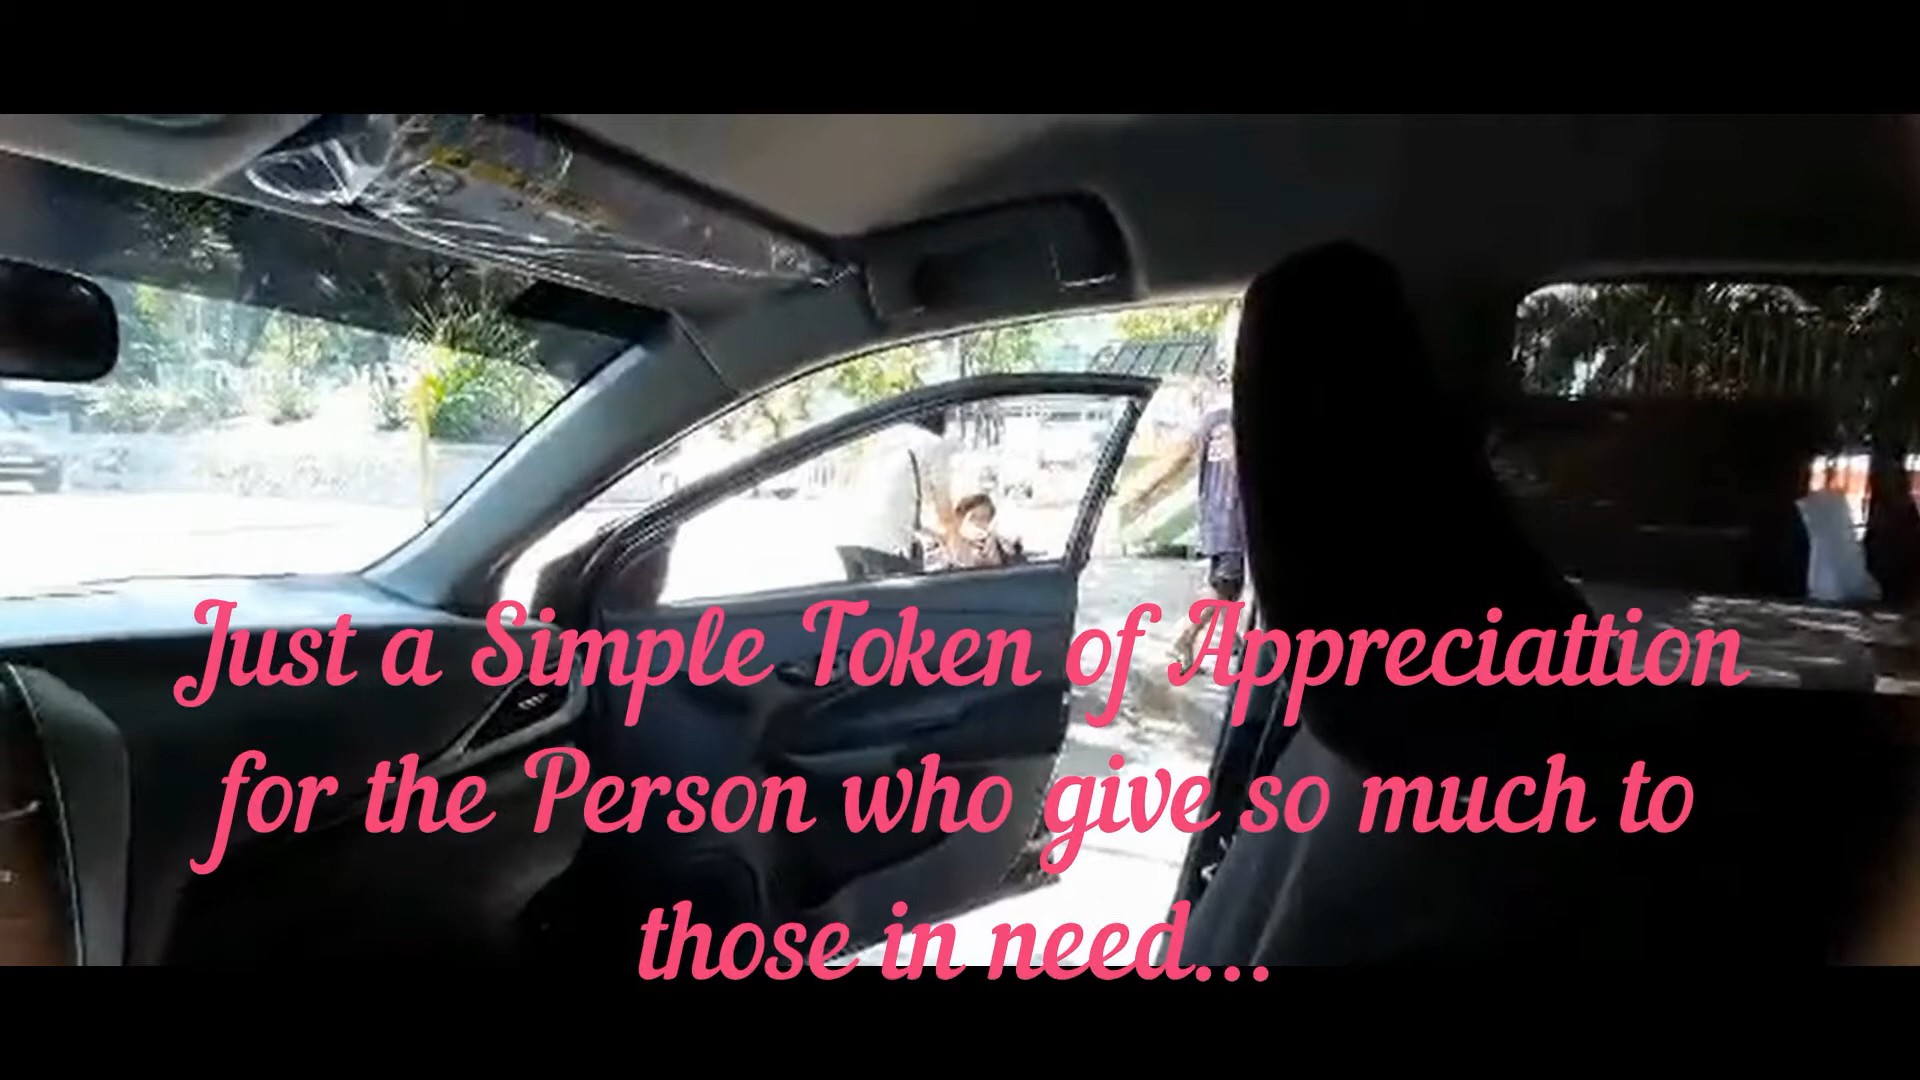 Just a Simple Token of Appreciattion
for the Person who give so much to
those in need...